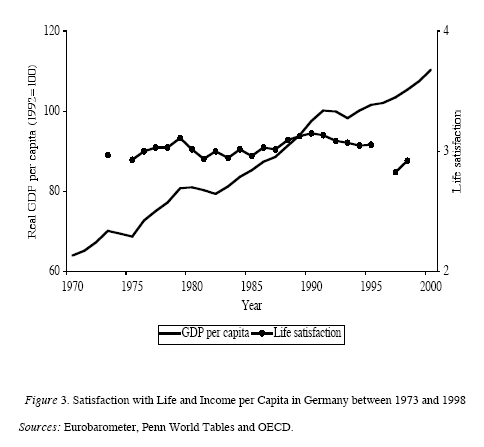 120
100
80
60
4
3
2
Real GDP per capita (1992=100)
Life satisfaction
1970 1975 1980 1985 1990 1995 2000
Year
GDP per capita Life satisfaction
Figure 3. Satisfaction with Life and Income per Capita in Germany between 1973 and 1998
Sources: Eurobarometer, Penn World Tables and OECD.